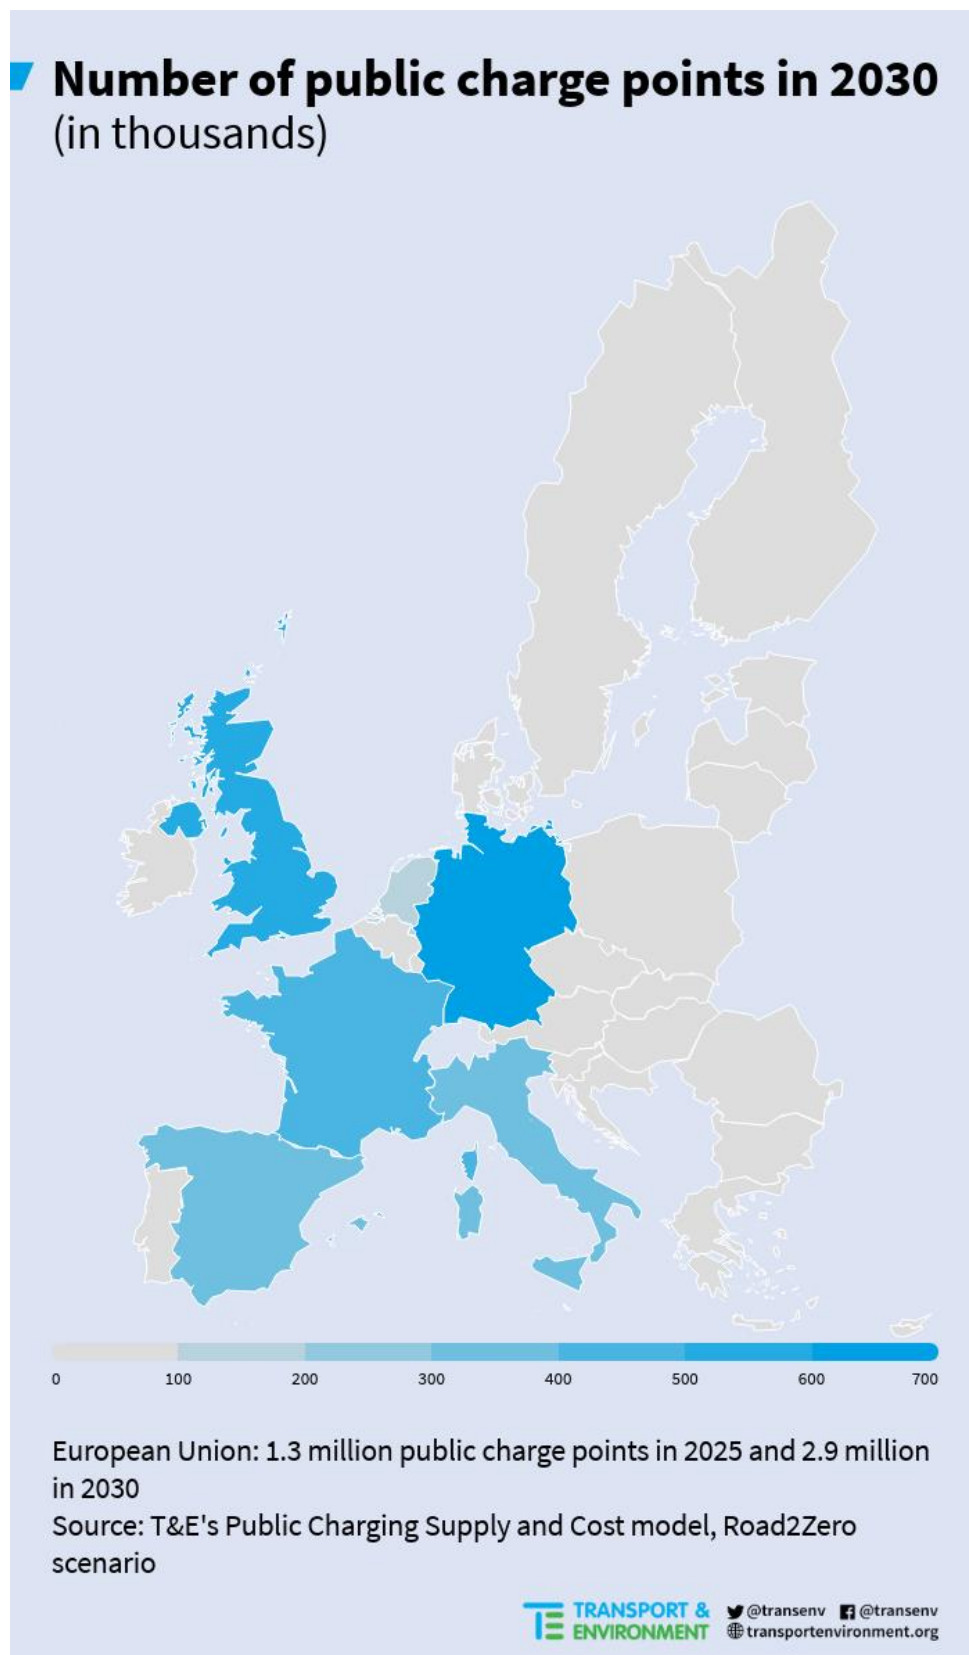 Number of public charge points in 2030
(in thousands)
0 100 200 300 400 500 600 700
European Union: 1.3 million public charge points in 2025 and 2.9 million
in 2030
Source: T&E's Public Charging Supply and Cost model, Road2Zero
scenario
TE TRANSPORT &
ENVIRONMENT
@transenv @transenv
transportenvironment.org